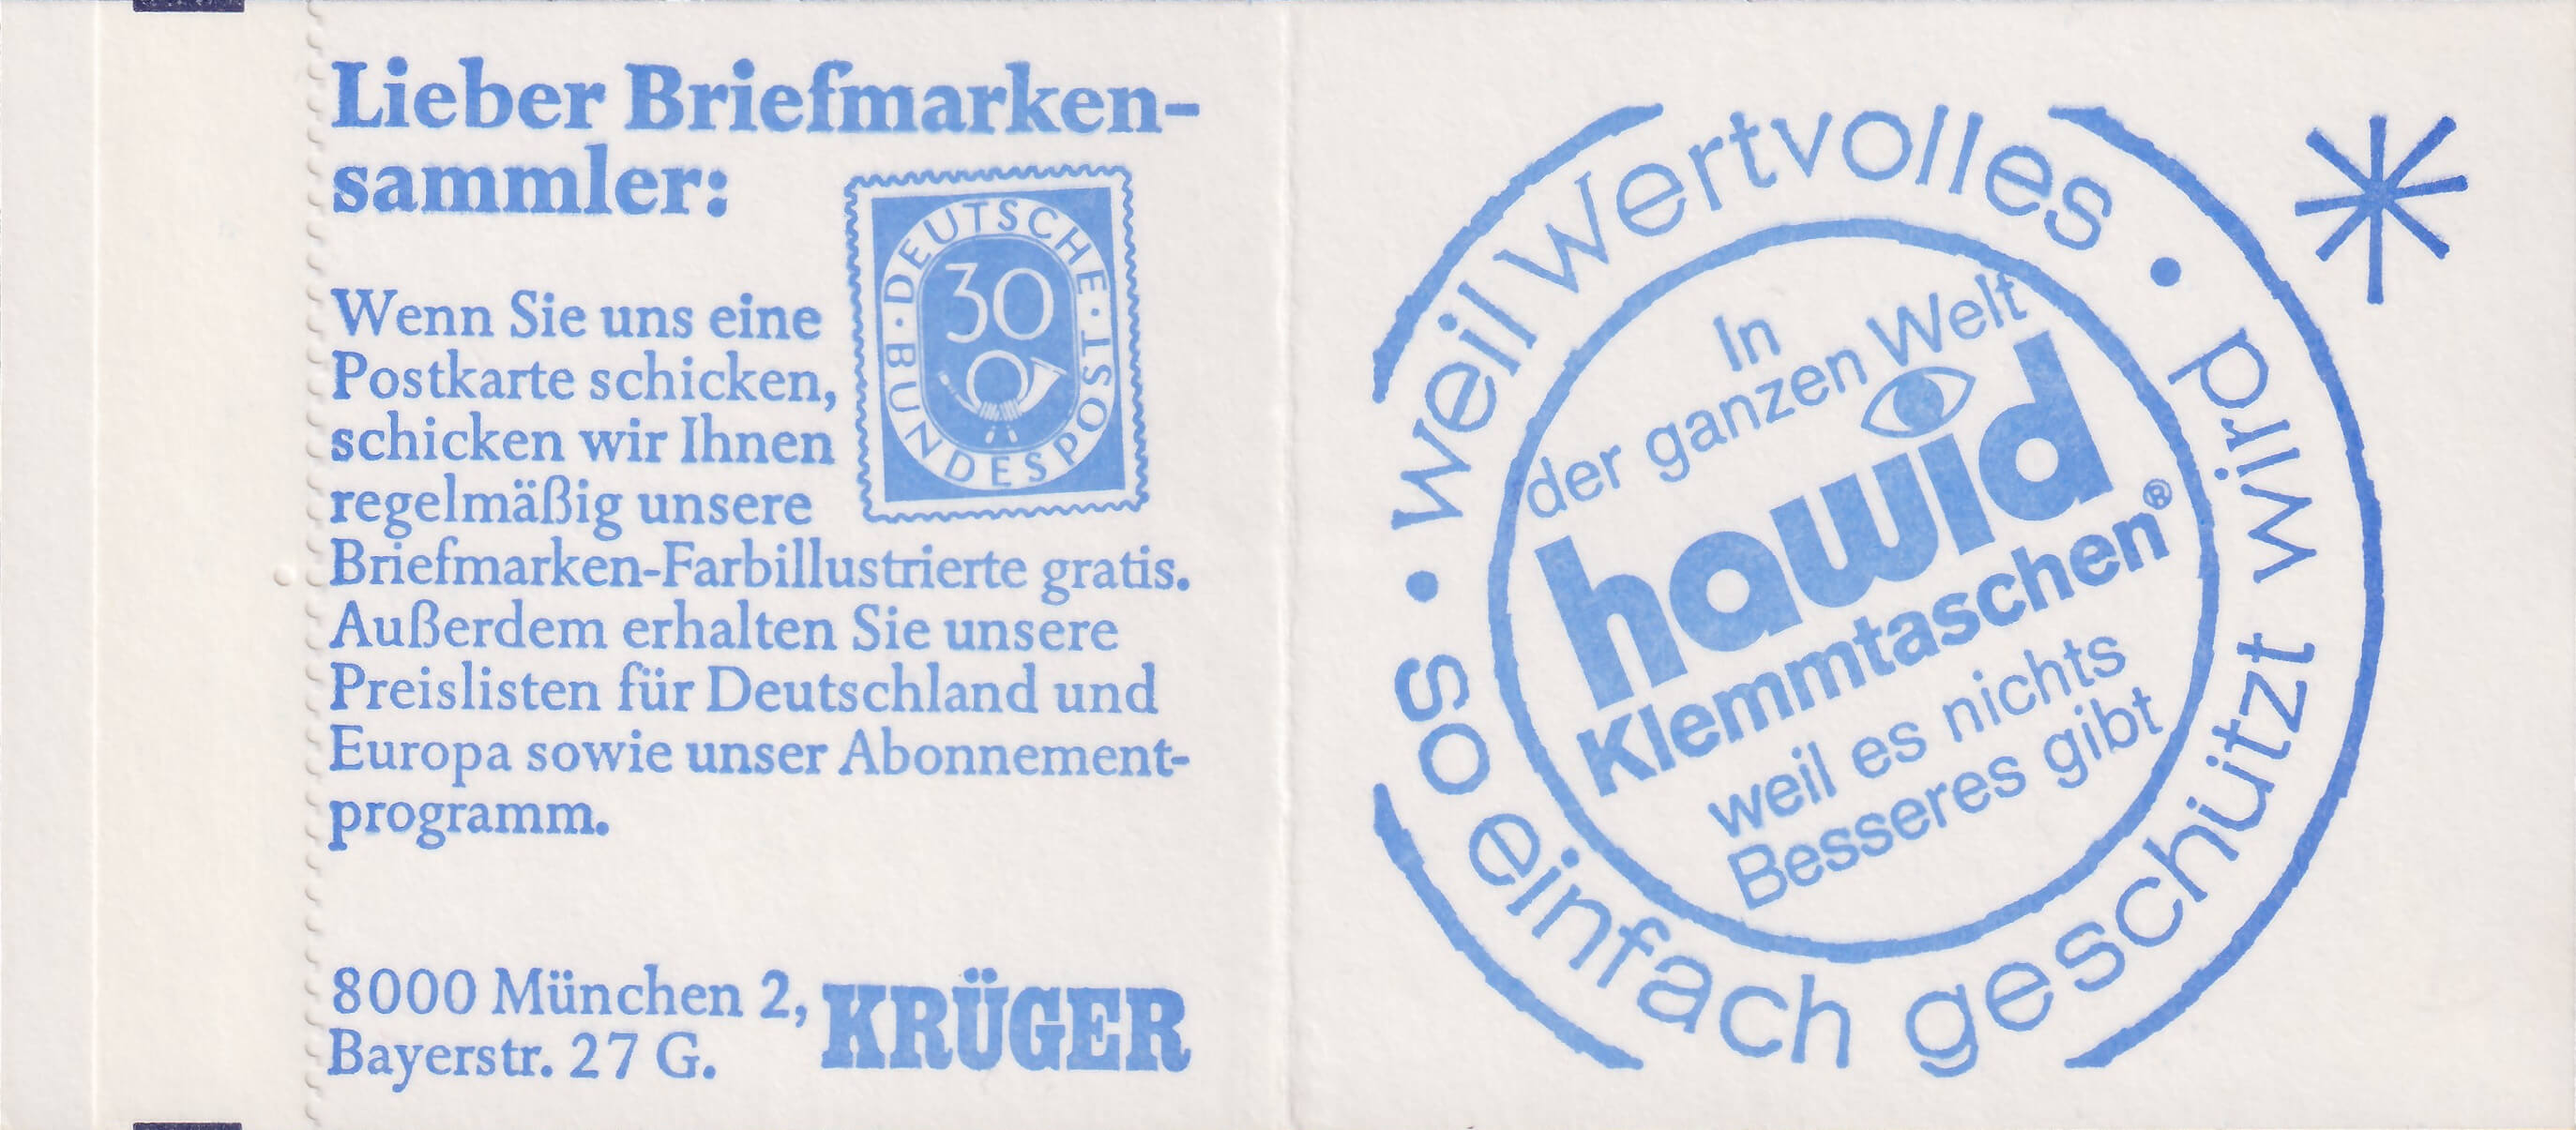 Lieber Briefmarken-
sammler:
Wenn Sie uns eine
Postkarte schicken,
schicken wir Ihnen
regelmäßig unsere
Briefmarken-Farbillustrierte gratis.
Außerdem erhalten Sie unsere
Preislisten für Deutschland und
Europa sowie unser Abonnement-
programm.
DEUTSCHE · BUNDESPOST ·
30
8000 München 2,
Bayerstr. 27 G.
KRÜGER
weil Wertvolles • wird geschützt so einfach •
In
der ganzen Welt
hawid
Klemmtaschen®
weil es nichts
Besseres gibt
*